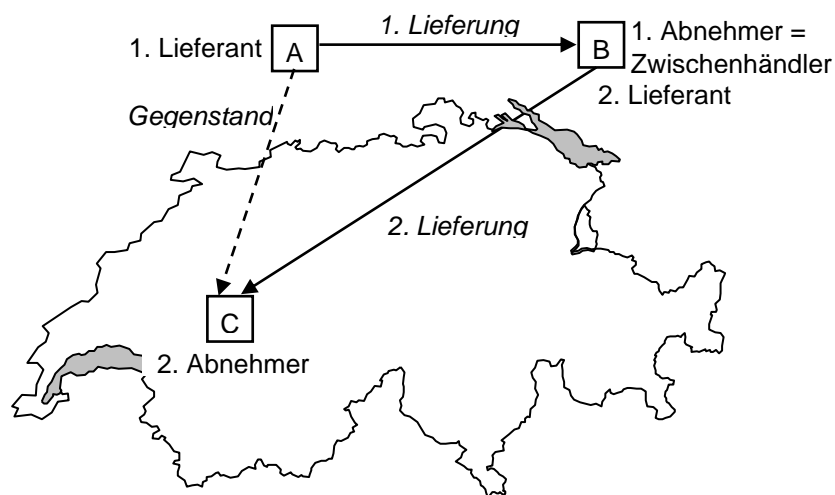 1. Lieferant
A
1. Lieferung
B
1. Abnehmer =
Zwischenhändler
2. Lieferant
Gegenstand
2. Lieferung
C
2. Abnehmer